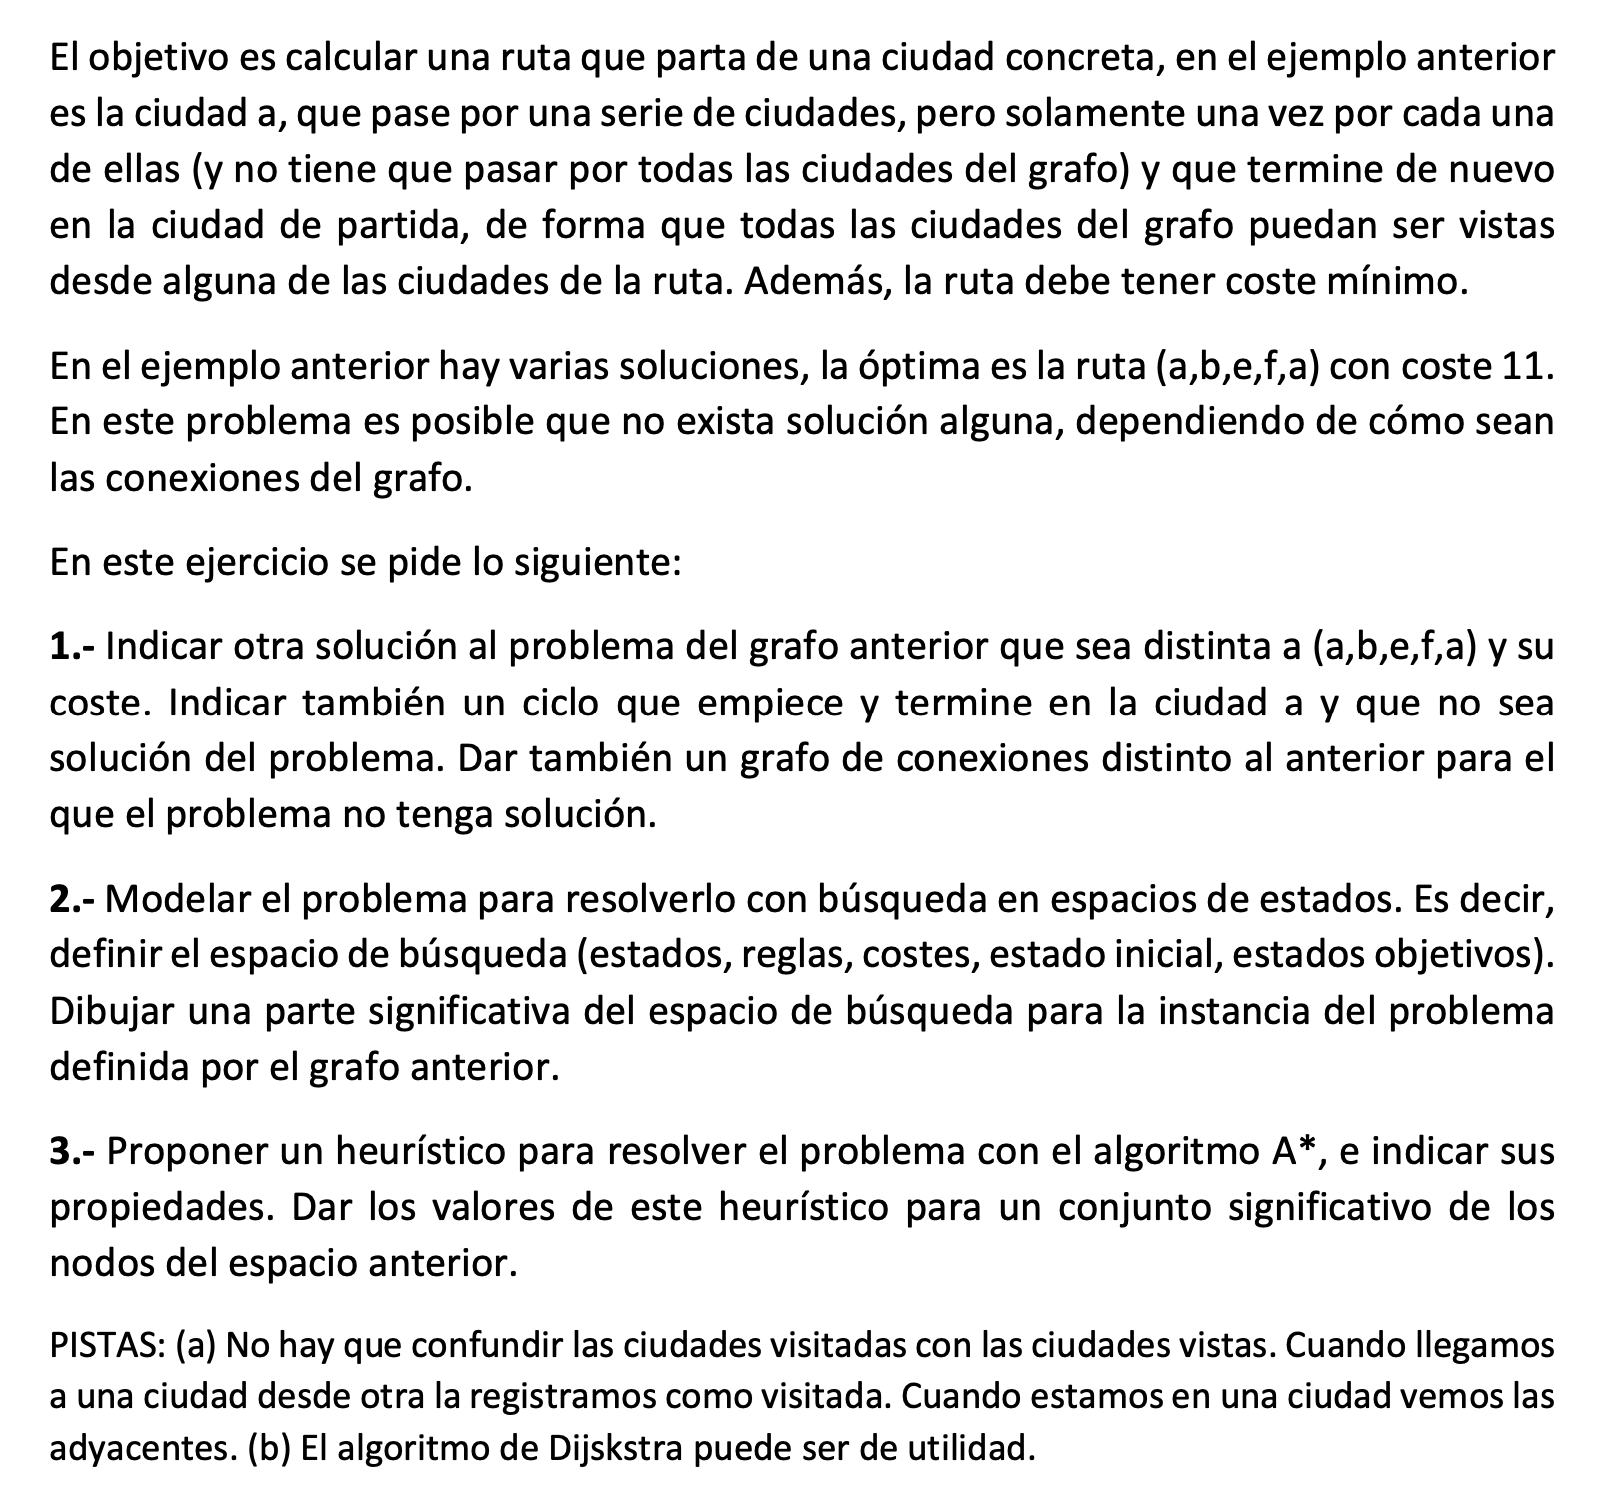 El objetivo es calcular una ruta que parta de una ciudad concreta, en el ejemplo anterior
es la ciudad a, que pase por una serie de ciudades, pero solamente una vez por cada una
de ellas (y no tiene que pasar por todas las ciudades del grafo) y que termine de nuevo
en la ciudad de partida, de forma que todas las ciudades del grafo puedan ser vistas
desde alguna de las ciudades de la ruta. Además, la ruta debe tener coste mínimo.
En el ejemplo anterior hay varias soluciones, la óptima es la ruta (a,b,e,f,a) con coste 11.
En este problema es posible que no exista solución alguna, dependiendo de cómo sean
las conexiones del grafo.
En este ejercicio se pide lo siguiente:
1.- Indicar otra solución al problema del grafo anterior que sea distinta a (a,b,e,f,a) y su
coste. Indicar también un ciclo que empiece y termine en la ciudad a y que no sea
solución del problema. Dar también un grafo de conexiones distinto al anterior para el
que el problema no tenga solución.
2.- Modelar el problema para resolverlo con búsqueda en espacios de estados. Es decir,
definir el espacio de búsqueda (estados, reglas, costes, estado inicial, estados objetivos).
Dibujar una parte significativa del espacio de búsqueda para la instancia del problema
definida por el grafo anterior.
3.- Proponer un heurístico para resolver el problema con el algoritmo A*, e indicar sus
propiedades. Dar los valores de este heurístico para un conjunto significativo de los
nodos del espacio anterior.
PISTAS: (a) No hay que confundir las ciudades visitadas con las ciudades vistas. Cuando llegamos
a una ciudad desde otra la registramos como visitada. Cuando estamos en una ciudad vemos las
adyacentes. (b) El algoritmo de Dijskstra puede ser de utilidad.